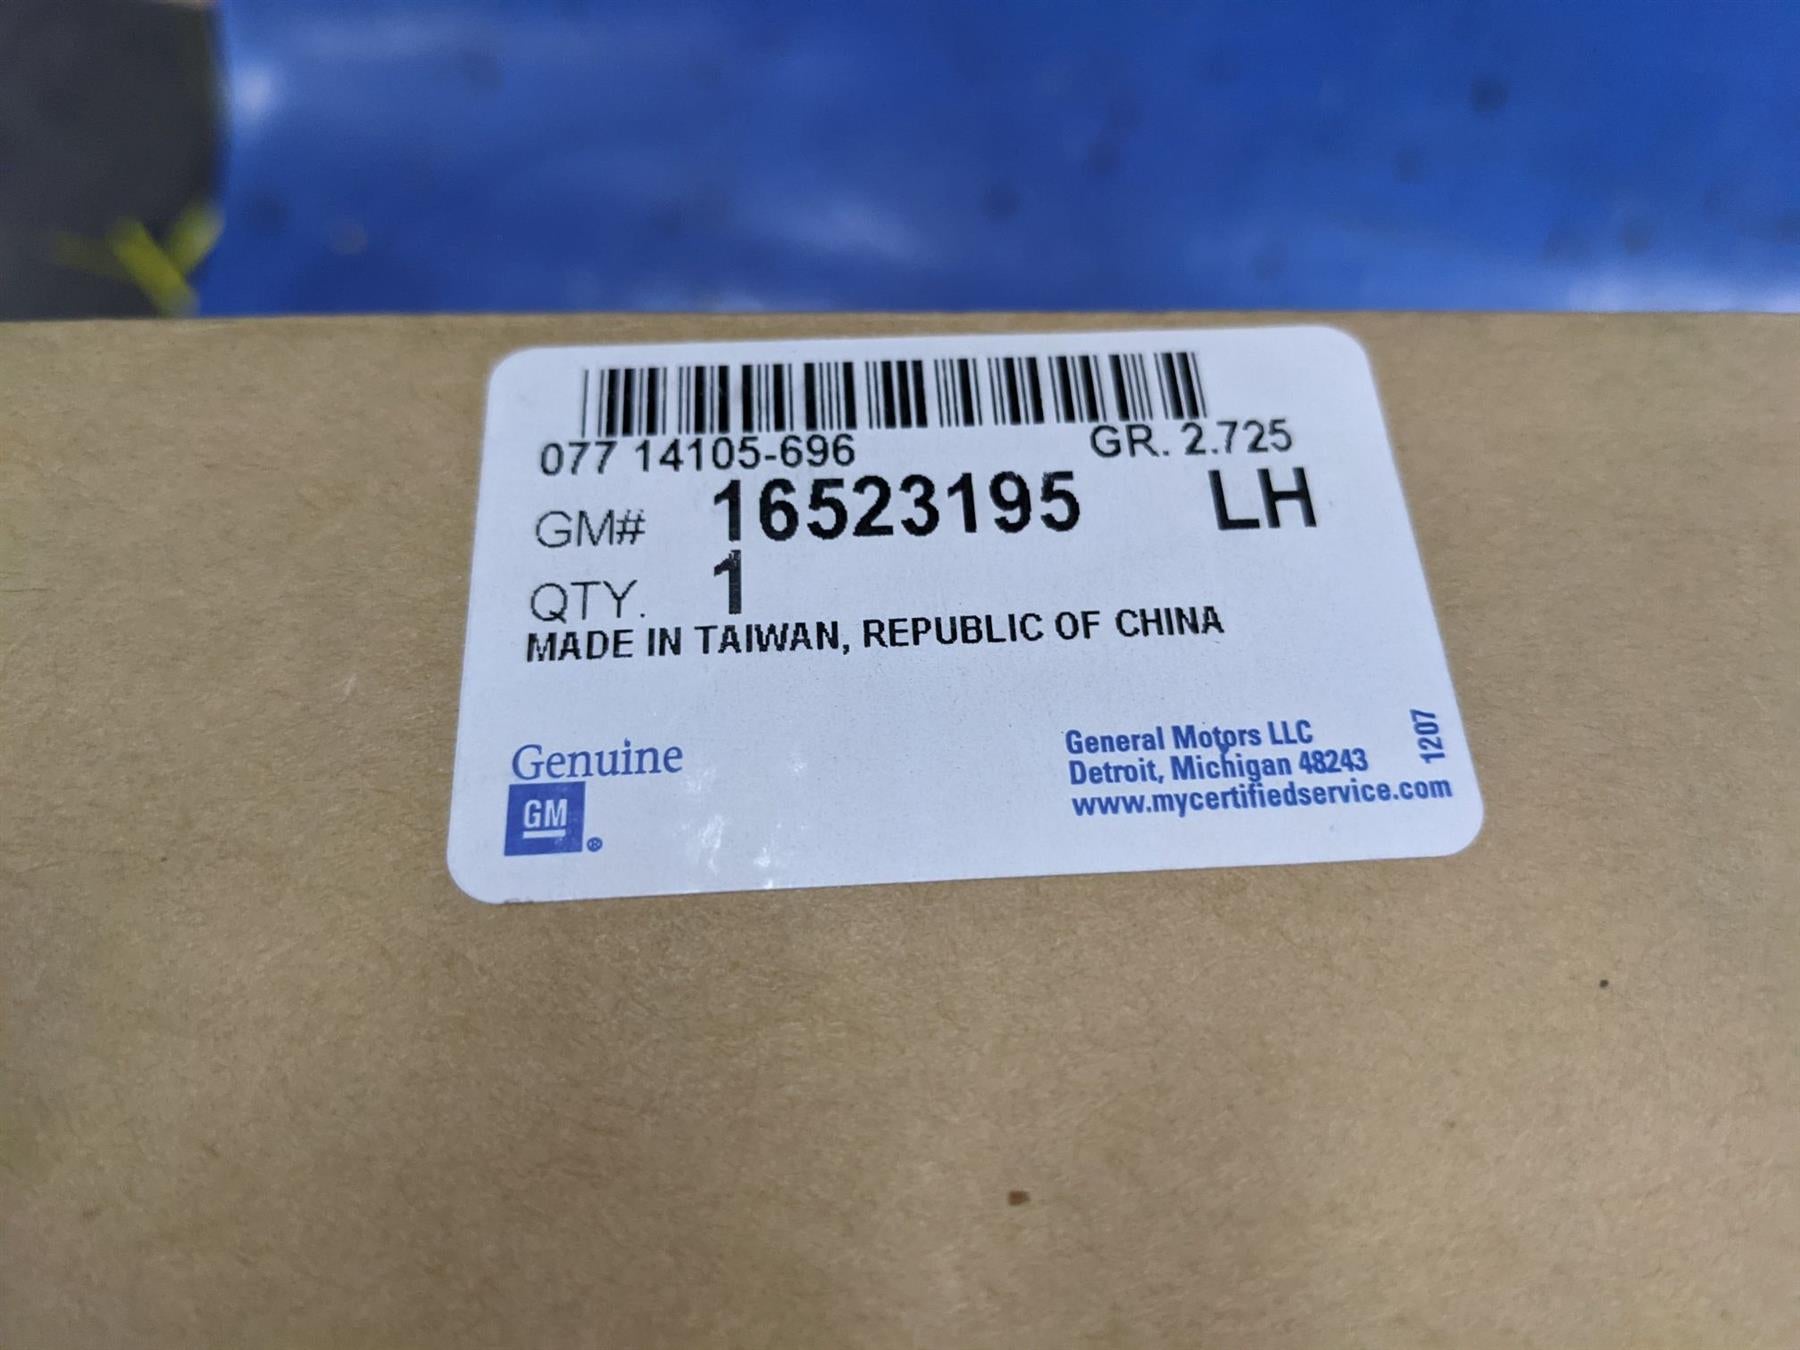 077 14105-696 GR. 2.725
GM# 16523195 LH
QTY. 1
MADE IN TAIWAN, REPUBLIC OF CHINA
Genuine
GM
®
General Motors LLC
Detroit, Michigan 48243
www.mycertifiedservice.com
1207